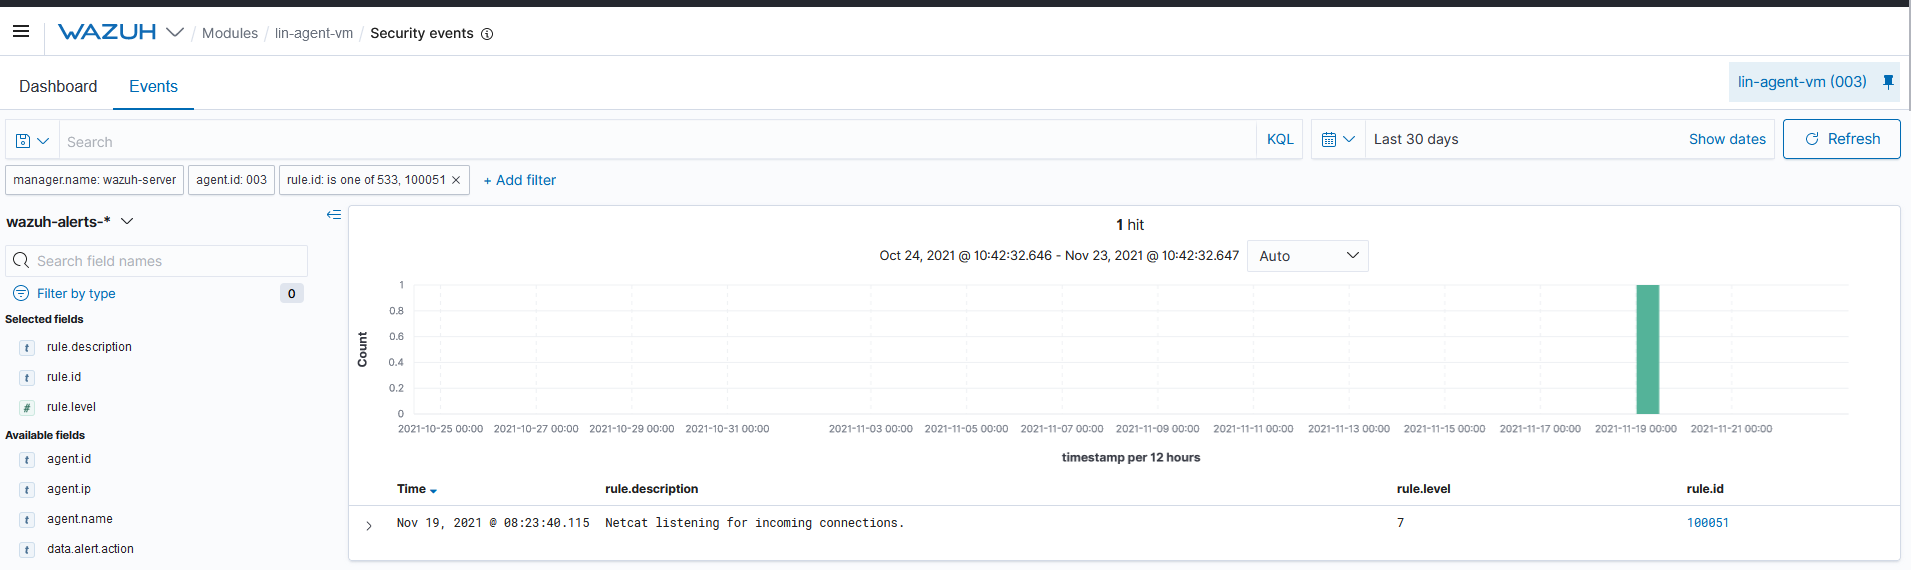 WAZUH / Modules / lin-agent-vm / Security events
Dashboard Events lin-agent-vm (003)
Search KQL Last 30 days Show dates Refresh
manager.name: wazuh-server agent.id: 003 rule.id: is one of 533, 100051 × + Add filter
wazuh-alerts-*
Search field names
Filter by type 0
Selected fields
t rule.description
t rule.id
# rule.level
Available fields
t agent.id
t agent.ip
t agent.name
t data.alert.action
1 hit
Oct 24, 2021 @ 10:42:32.646 - Nov 23, 2021 @ 10:42:32.647 Auto
Count
1
0.8
0.6
0.4
0.2
0
2021-10-25 00:00 2021-10-27 00:00 2021-10-29 00:00 2021-10-31 00:00 2021-11-03 00:00 2021-11-05 00:00 2021-11-07 00:00 2021-11-09 00:00 2021-11-11 00:00 2021-11-13 00:00 2021-11-15 00:00 2021-11-17 00:00 2021-11-19 00:00 2021-11-21 00:00
timestamp per 12 hours
Time rule.description rule.level rule.id
Nov 19, 2021 @ 08:23:40.115 Netcat listening for incoming connections. 7 100051